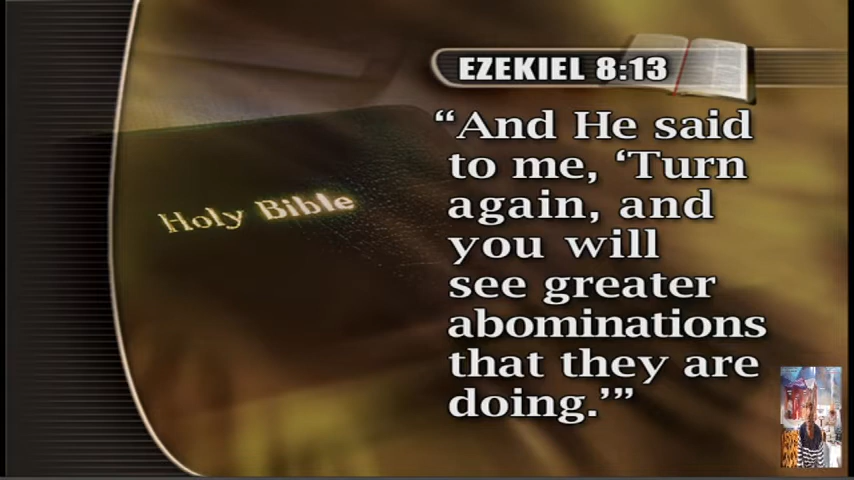 EZEKIEL 8:13
“And He said
to me, ‘Turn
again, and
you will
see greater
abominations
that they are
doing.’”
Holy Bible